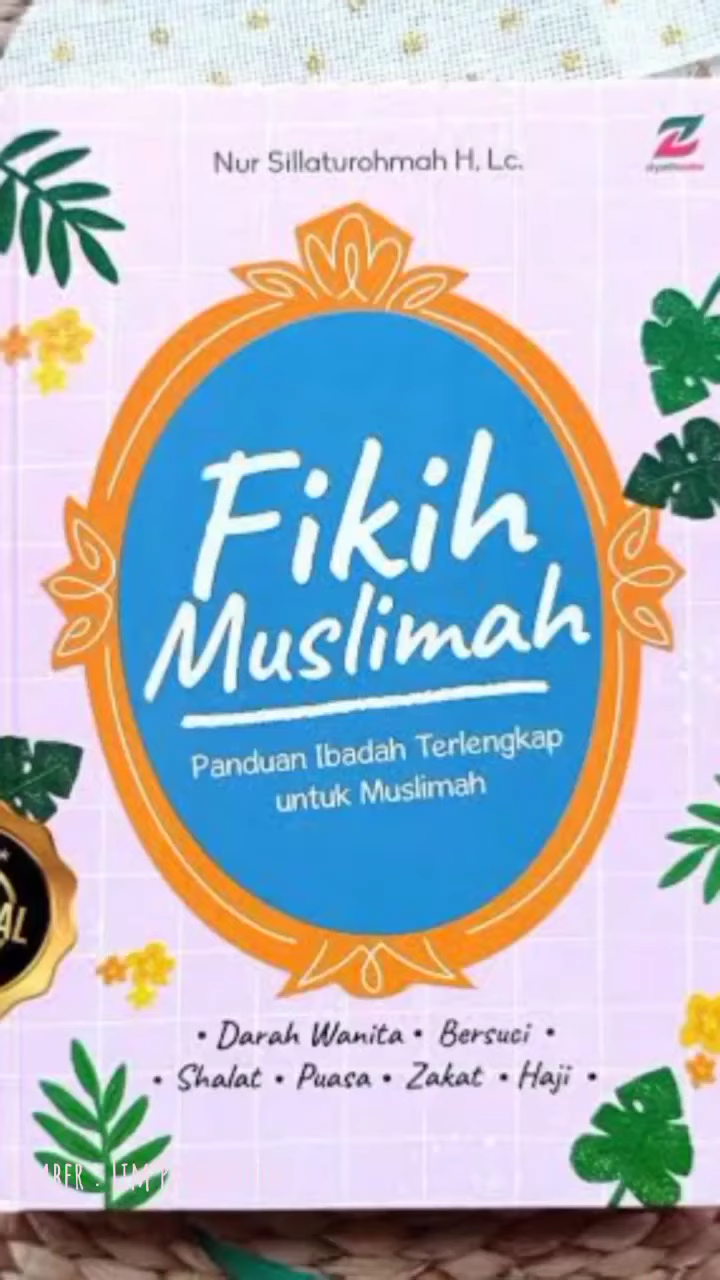 Nur Sillaturohmah H, Lc.
Fikih
Muslimah
Panduan Ibadah Terlengkap
untuk Muslimah
• Darah Wanita • Bersuci •
• Shalat • Puasa • Zakat • Haji •